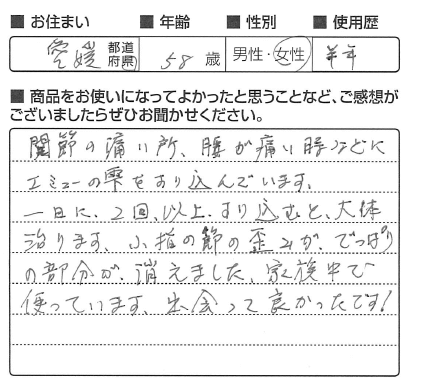 ■ お住まい ■ 年齢 ■ 性別 ■ 使用歴
愛媛 都道府県 58 歳 男性・女性 半年
■ 商品をお使いになってよかったと思うことなど、ご感想が
ございましたらぜひお聞かせください。
関節の痛い所、腰が痛い時などに
エミューの雫をすり込んでいます。
一日に、2回、以上、すり込むと、大体
治ります。小指の節の歪みが、でっぱり
の部分が、消えました。家族中で
使っています。出会って良かったです!